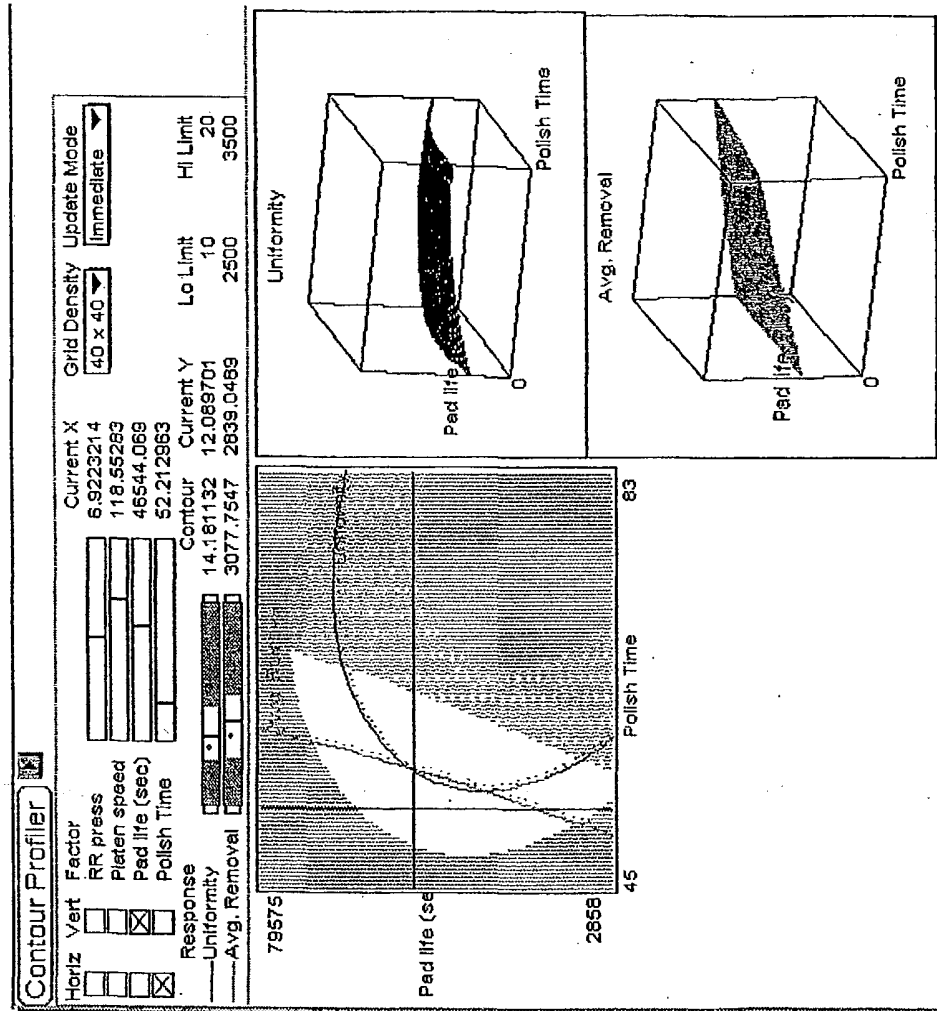 Contour Profiler
Horiz Vert Factor Current X Grid Density Update Mode
RR press 6.9223214 40 x 40 Immediate
Platen speed 118.55283
Pad life (sec) 46544.069
Polish Time 52.212963
Response Contour Current Y Lo Limit Hi Limit
Uniformity 14.181132 12.089701 10 20
Avg. Removal 3077.7547 2839.0489 2500 3500
79575
Pad life (se
2858
45
Polish Time
83
Uniformity
Uniformity
Pad life
0
Polish Time
Avg. Removal
Pad life
0
Polish Time